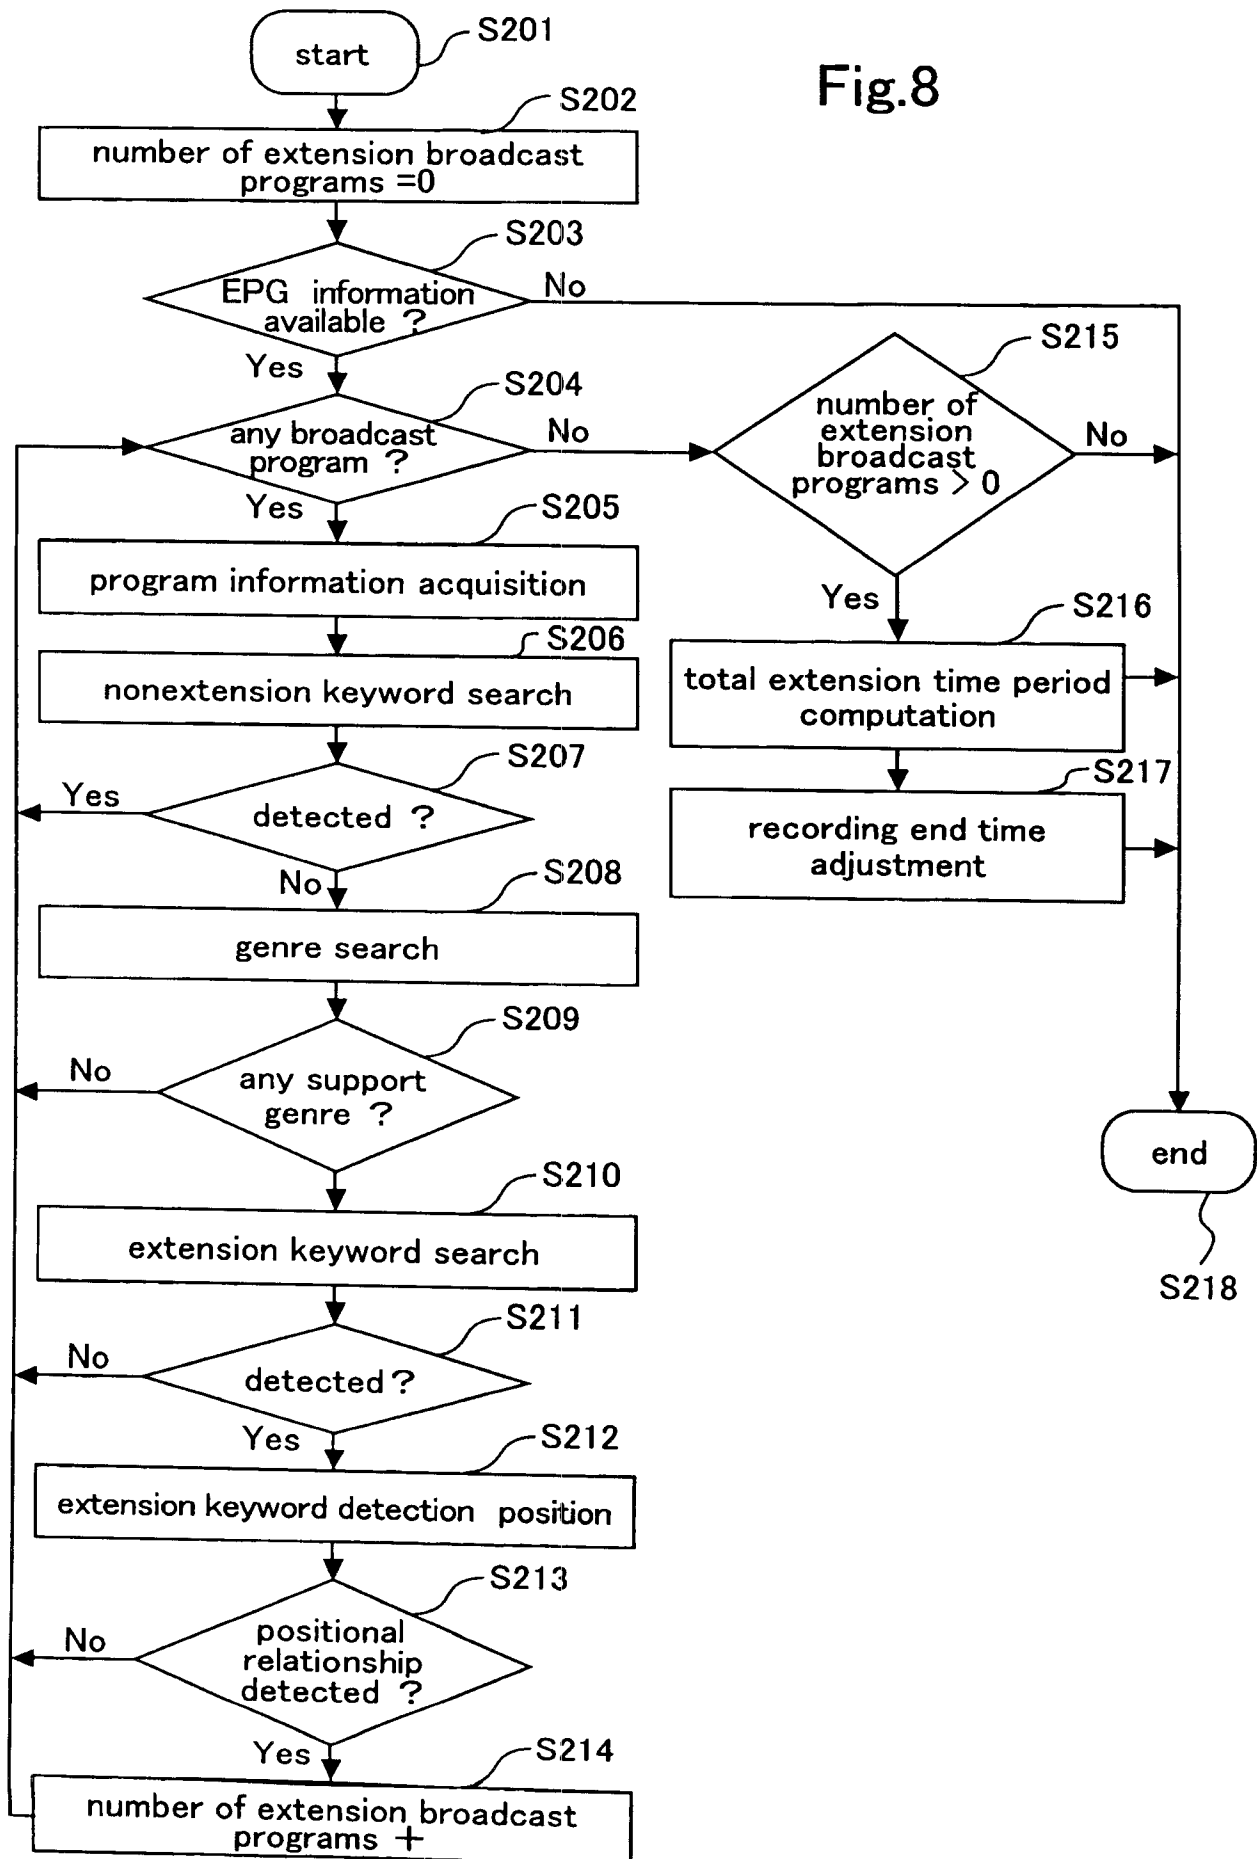 Fig.8
start
S201
S202
number of extension broadcast
programs =0
S203
EPG information
available ?
No
Yes
S204
any broadcast
program ?
No
Yes
S205
program information acquisition
S206
nonextension keyword search
S207
detected ?
Yes
No
S208
genre search
S209
any support
genre ?
No
S210
extension keyword search
S211
detected ?
No
Yes
S212
extension keyword detection position
S213
positional
relationship
detected ?
No
Yes
S214
number of extension broadcast
programs +
S215
number of
extension
broadcast
programs > 0
No
Yes
S216
total extension time period
computation
S217
recording end time
adjustment
end
S218